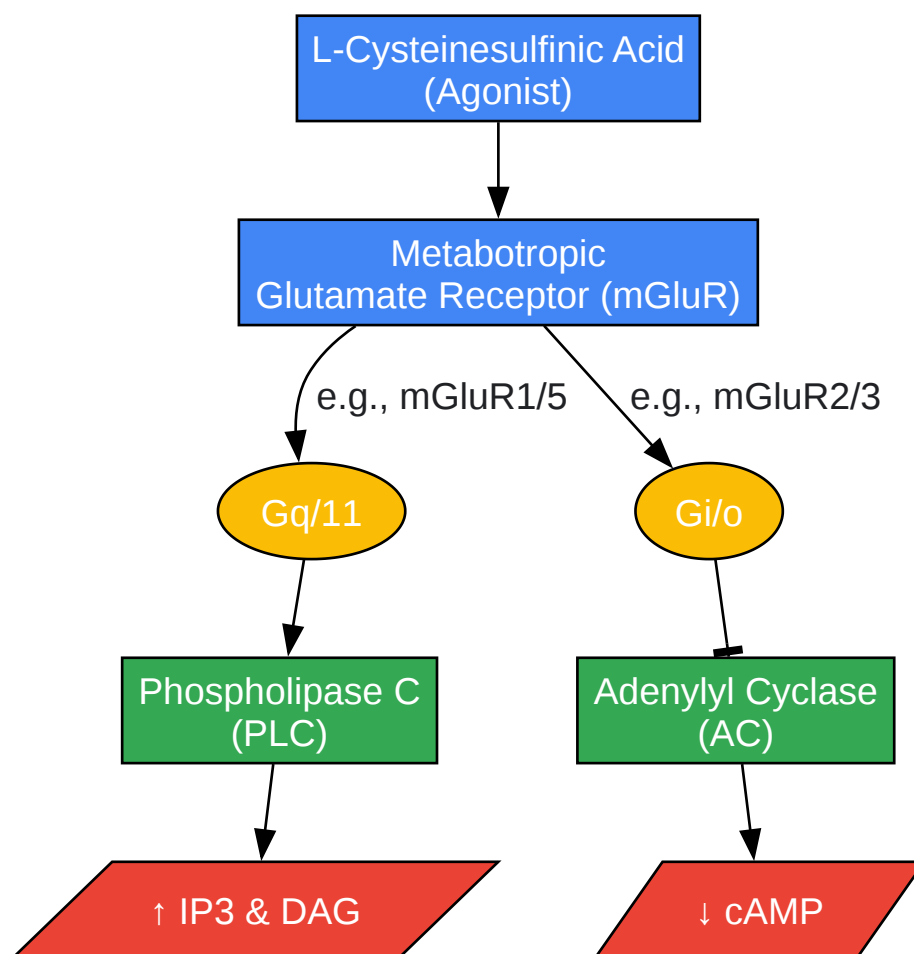 L-Cysteinesulfinic Acid
(Agonist)
Metabotropic
Glutamate Receptor (mGluR)
e.g., mGluR1/5
e.g., mGluR2/3
Gq/11
Gi/o
Phospholipase C
(PLC)
Adenylyl Cyclase
(AC)
↑ IP3 & DAG
↓ cAMP